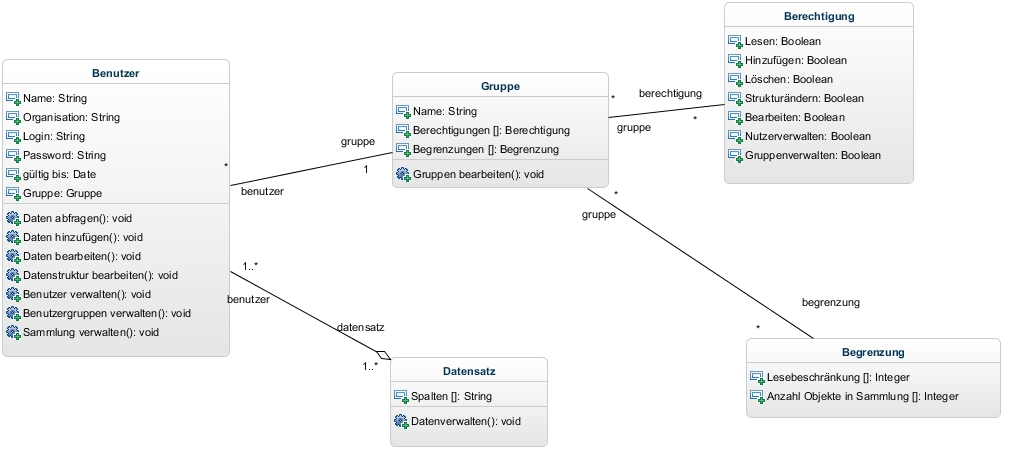 Benutzer
Name: String
Organisation: String
Login: String
Password: String
gültig bis: Date
Gruppe: Gruppe
Daten abfragen(): void
Daten hinzufügen(): void
Daten bearbeiten(): void
Datenstruktur bearbeiten(): void
Benutzer verwalten(): void
Benutzergruppen verwalten(): void
Sammlung verwalten(): void
*
benutzer
gruppe
1
Gruppe
Name: String
Berechtigungen []: Berechtigung
Begrenzungen []: Begrenzung
Gruppen bearbeiten(): void
*
gruppe
berechtigung
*
Berechtigung
Lesen: Boolean
Hinzufügen: Boolean
Löschen: Boolean
Strukturändern: Boolean
Bearbeiten: Boolean
Nutzerverwalten: Boolean
Gruppenverwalten: Boolean
*
gruppe
begrenzung
*
Begrenzung
Lesebeschränkung []: Integer
Anzahl Objekte in Sammlung []: Integer
1..*
benutzer
datensatz
1..*
Datensatz
Spalten []: String
Datenverwalten(): void